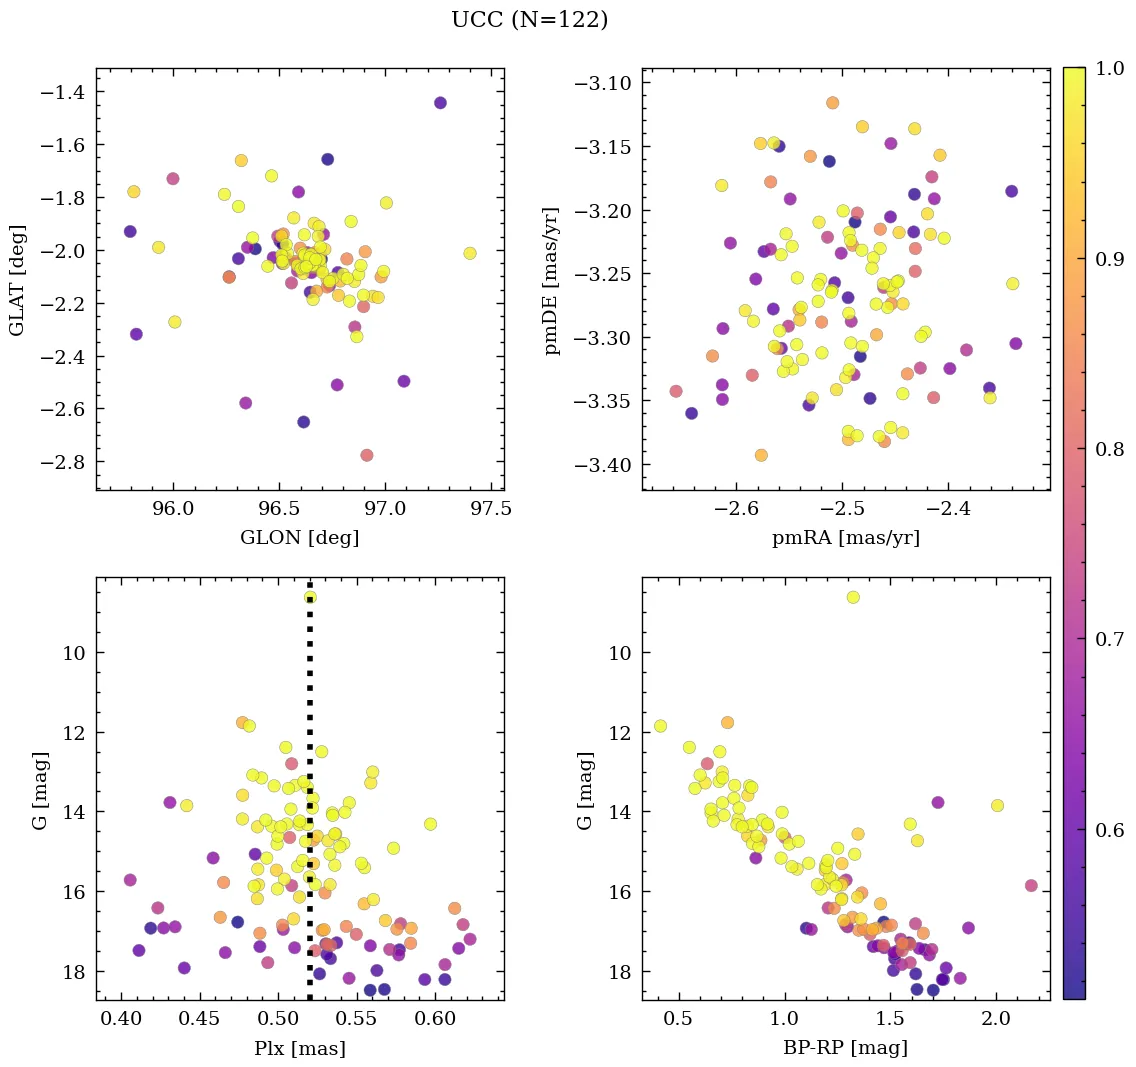 UCC (N=122)
−1.4
−1.6
−1.8
−2.0
−2.2
−2.4
−2.6
−2.8
GLAT [deg]
96.0 96.5 97.0 97.5
GLON [deg]
−3.10
−3.15
−3.20
−3.25
−3.30
−3.35
−3.40
pmDE [mas/yr]
−2.6 −2.5 −2.4
pmRA [mas/yr]
10
12
14
16
18
G [mag]
0.40 0.45 0.50 0.55 0.60
Plx [mas]
10
12
14
16
18
G [mag]
0.5 1.0 1.5 2.0
BP-RP [mag]
1.0
0.9
0.8
0.7
0.6